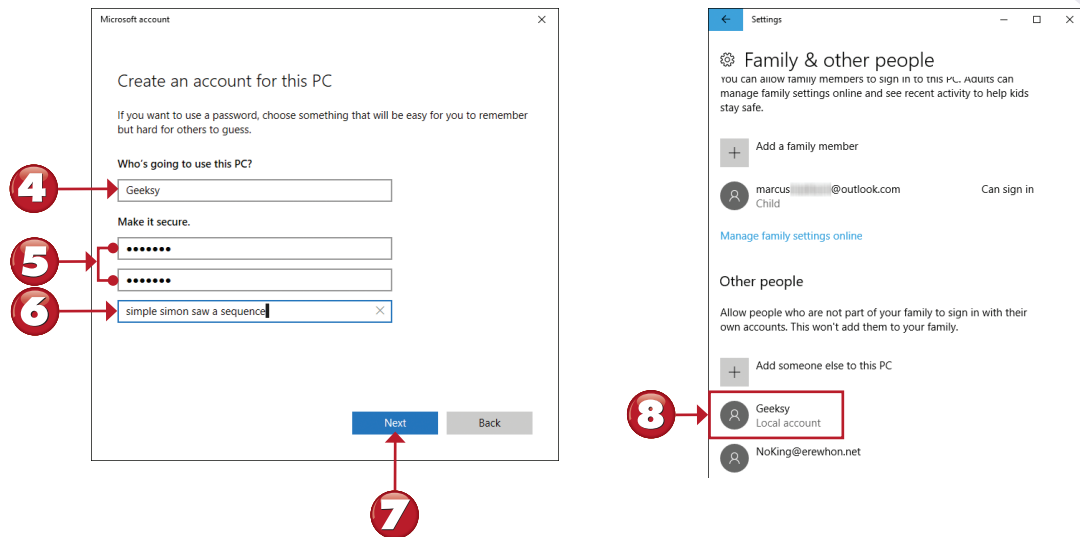 Microsoft account
Create an account for this PC
If you want to use a password, choose something that will be easy for you to remember
but hard for others to guess.
Who's going to use this PC?
4
Geeksy
Make it secure.
5
•••••••
•••••••
6
simple simon saw a sequence
Next
Back
7
Settings
Family & other people
You can allow family members to sign in to this PC. Adults can
manage family settings online and see recent activity to help kids
stay safe.
Add a family member
marcus @outlook.com
Can sign in
Child
Manage family settings online
Other people
Allow people who are not part of your family to sign in with their
own accounts. This won't add them to your family.
Add someone else to this PC
8
Geeksy
Local account
NoKing@erewhon.net